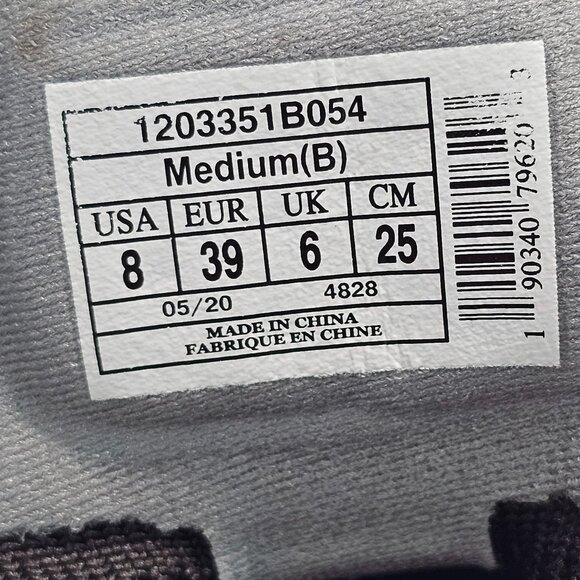 1203351B054
Medium(B)
USA EUR UK CM
8 39 6 25
05/20 4828
MADE IN CHINA
FABRIQUE EN CHINE
1 90340 79620